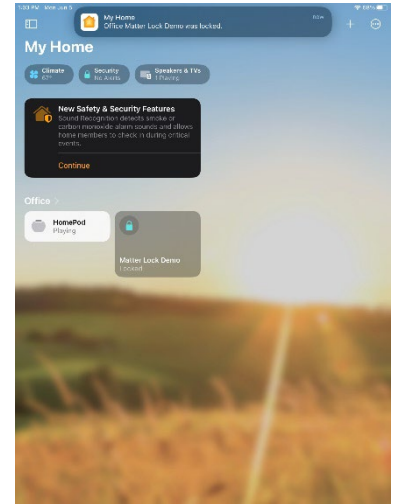 My Home
now
Office Matter Lock Demo was locked.
My Home
Climate
67°
Security
No Alerts
Speakers & TVs
1 Playing
New Safety & Security Features
Sound Recognition detects smoke or
carbon monoxide alarm sounds and allows
home members to check in during critical
events.
Continue
Office
HomePod
Playing
Matter Lock Demo
Locked